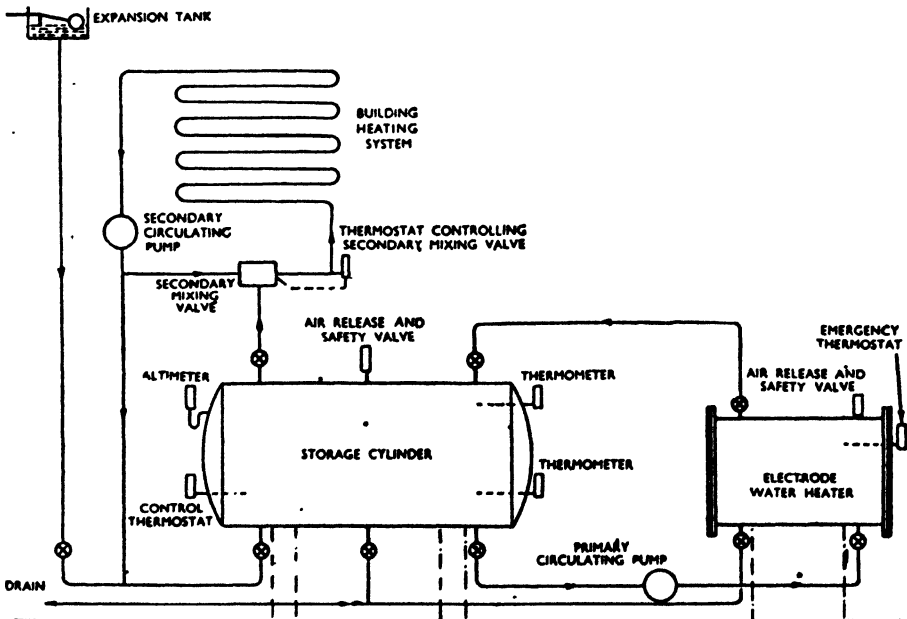 EXPANSION TANK
BUILDING
HEATING
SYSTEM
SECONDARY
CIRCULATING
PUMP
THERMOSTAT CONTROLLING
SECONDARY MIXING VALVE
SECONDARY
MIXING
VALVE
AIR RELEASE AND
SAFETY VALVE
EMERGENCY
THERMOSTAT
ALTIMETER
THERMOMETER
AIR RELEASE AND
SAFETY VALVE
STORAGE CYLINDER
THERMOMETER
ELECTRODE
WATER HEATER
CONTROL
THERMOSTAT
PRIMARY
CIRCULATING PUMP
DRAIN